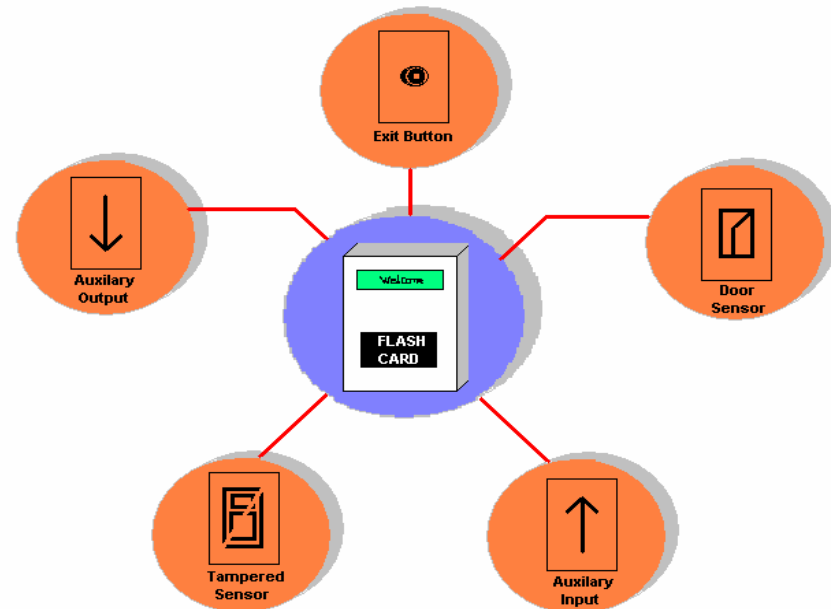 Exit Button
Auxilary
Output
Door
Sensor
Welcome
FLASH
CARD
Tampered
Sensor
Auxilary
Input